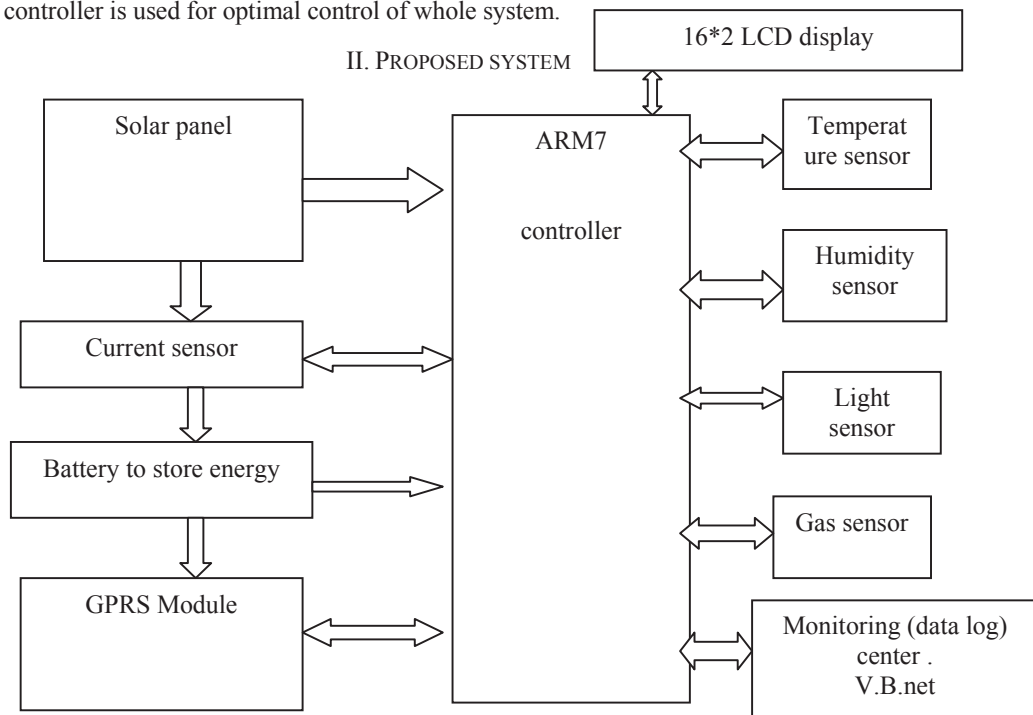 controller is used for optimal control of whole system.
II. PROPOSED SYSTEM
16*2 LCD display
Solar panel
ARM7
controller
Temperat
ure sensor
Humidity
sensor
Current sensor
Light
sensor
Battery to store energy
Gas sensor
GPRS Module
Monitoring (data log)
center .
V.B.net